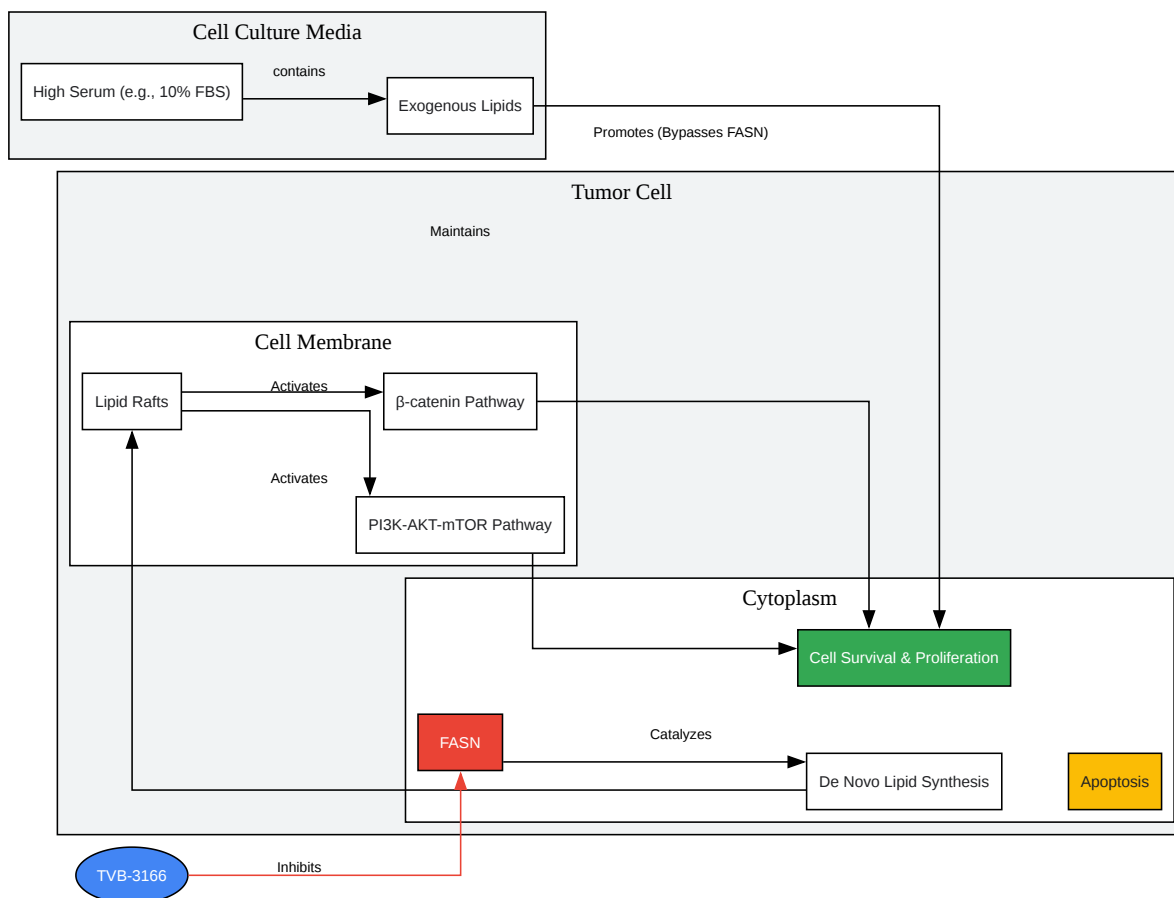 Cell Culture Media
High Serum (e.g., 10% FBS)
contains
Exogenous Lipids
Promotes (Bypasses FASN)
Tumor Cell
Maintains
Cell Membrane
Lipid Rafts
Activates
β-catenin Pathway
Activates
PI3K-AKT-mTOR Pathway
Cytoplasm
Cell Survival & Proliferation
FASN
Catalyzes
De Novo Lipid Synthesis
Apoptosis
TVB-3166
Inhibits